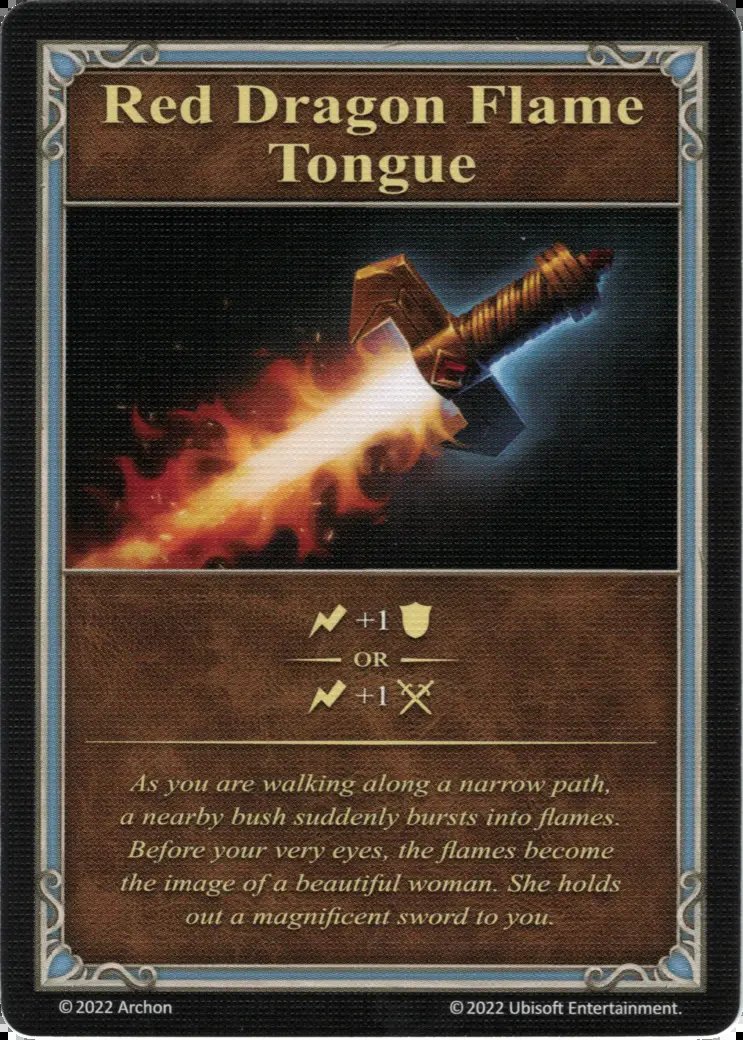 Red Dragon Flame
Tongue
+1
OR
+1
As you are walking along a narrow path,
a nearby bush suddenly bursts into flames.
Before your very eyes, the flames become
the image of a beautiful woman. She holds
out a magnificent sword to you.
© 2022 Archon
© 2022 Ubisoft Entertainment.